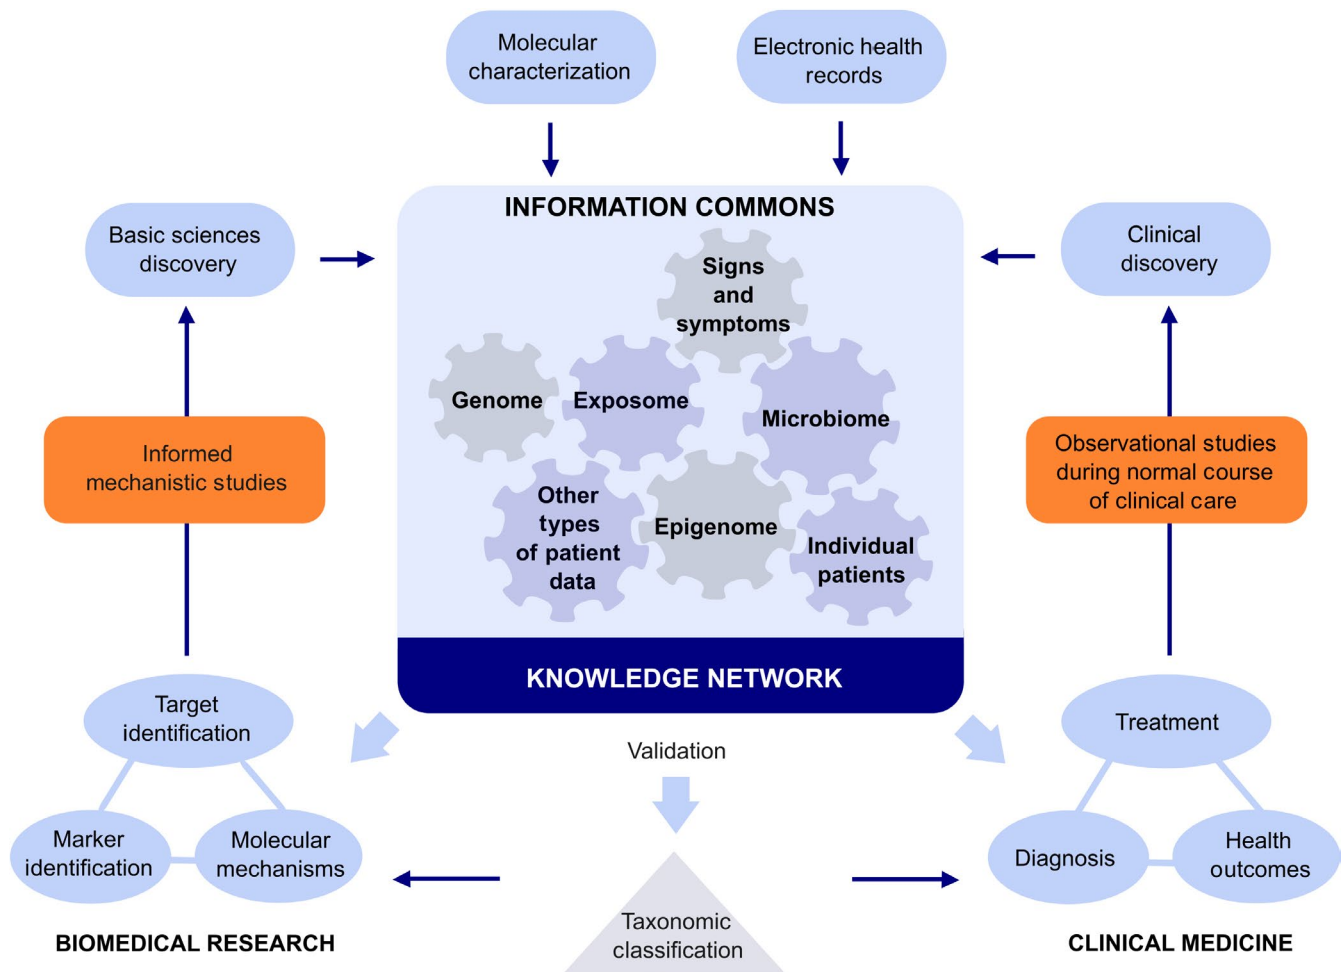 Molecular
characterization
Electronic health
records
INFORMATION COMMONS
Basic sciences
discovery
Clinical
discovery
Signs
and
symptoms
Genome
Exposome
Microbiome
Informed
mechanistic studies
Observational studies
during normal course
of clinical care
Other
types
of patient
data
Epigenome
Individual
patients
KNOWLEDGE NETWORK
Target
identification
Treatment
Validation
Marker
identification
Molecular
mechanisms
Diagnosis
Health
outcomes
Taxonomic
classification
BIOMEDICAL RESEARCH
CLINICAL MEDICINE